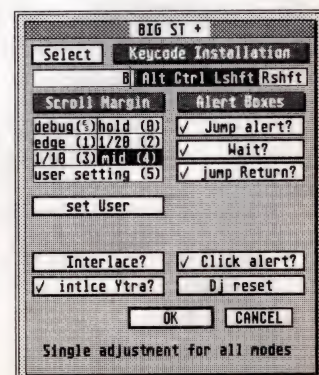 BIG ST +
Select Keycode Installation
B Alt Ctrl Lshft Rshft
Scroll Margin Alert Boxes
debug(½) hold (0) ✓ Jump alert?
edge (1) 1/20 (2) ✓ Wait?
1/10 (3) mid (4) ✓ jump Return?
user setting (5)
set User
Interlace? ✓ Click alert?
✓ intlce Ytra? Dj reset
OK CANCEL
Single adjustment for all modes